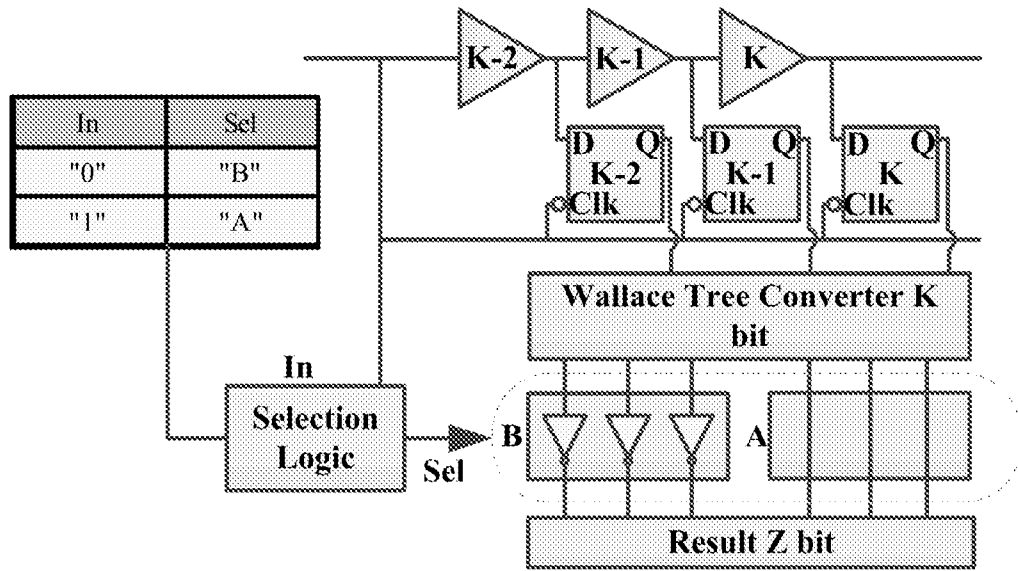 K-2 K-1 K
In Sel
"0" "B"
"1" "A"
D Q D Q D Q
K-2 K-1 K
Clk Clk Clk
Wallace Tree Converter K
bit
In
Selection
Logic
Sel
B
A
Result Z bit